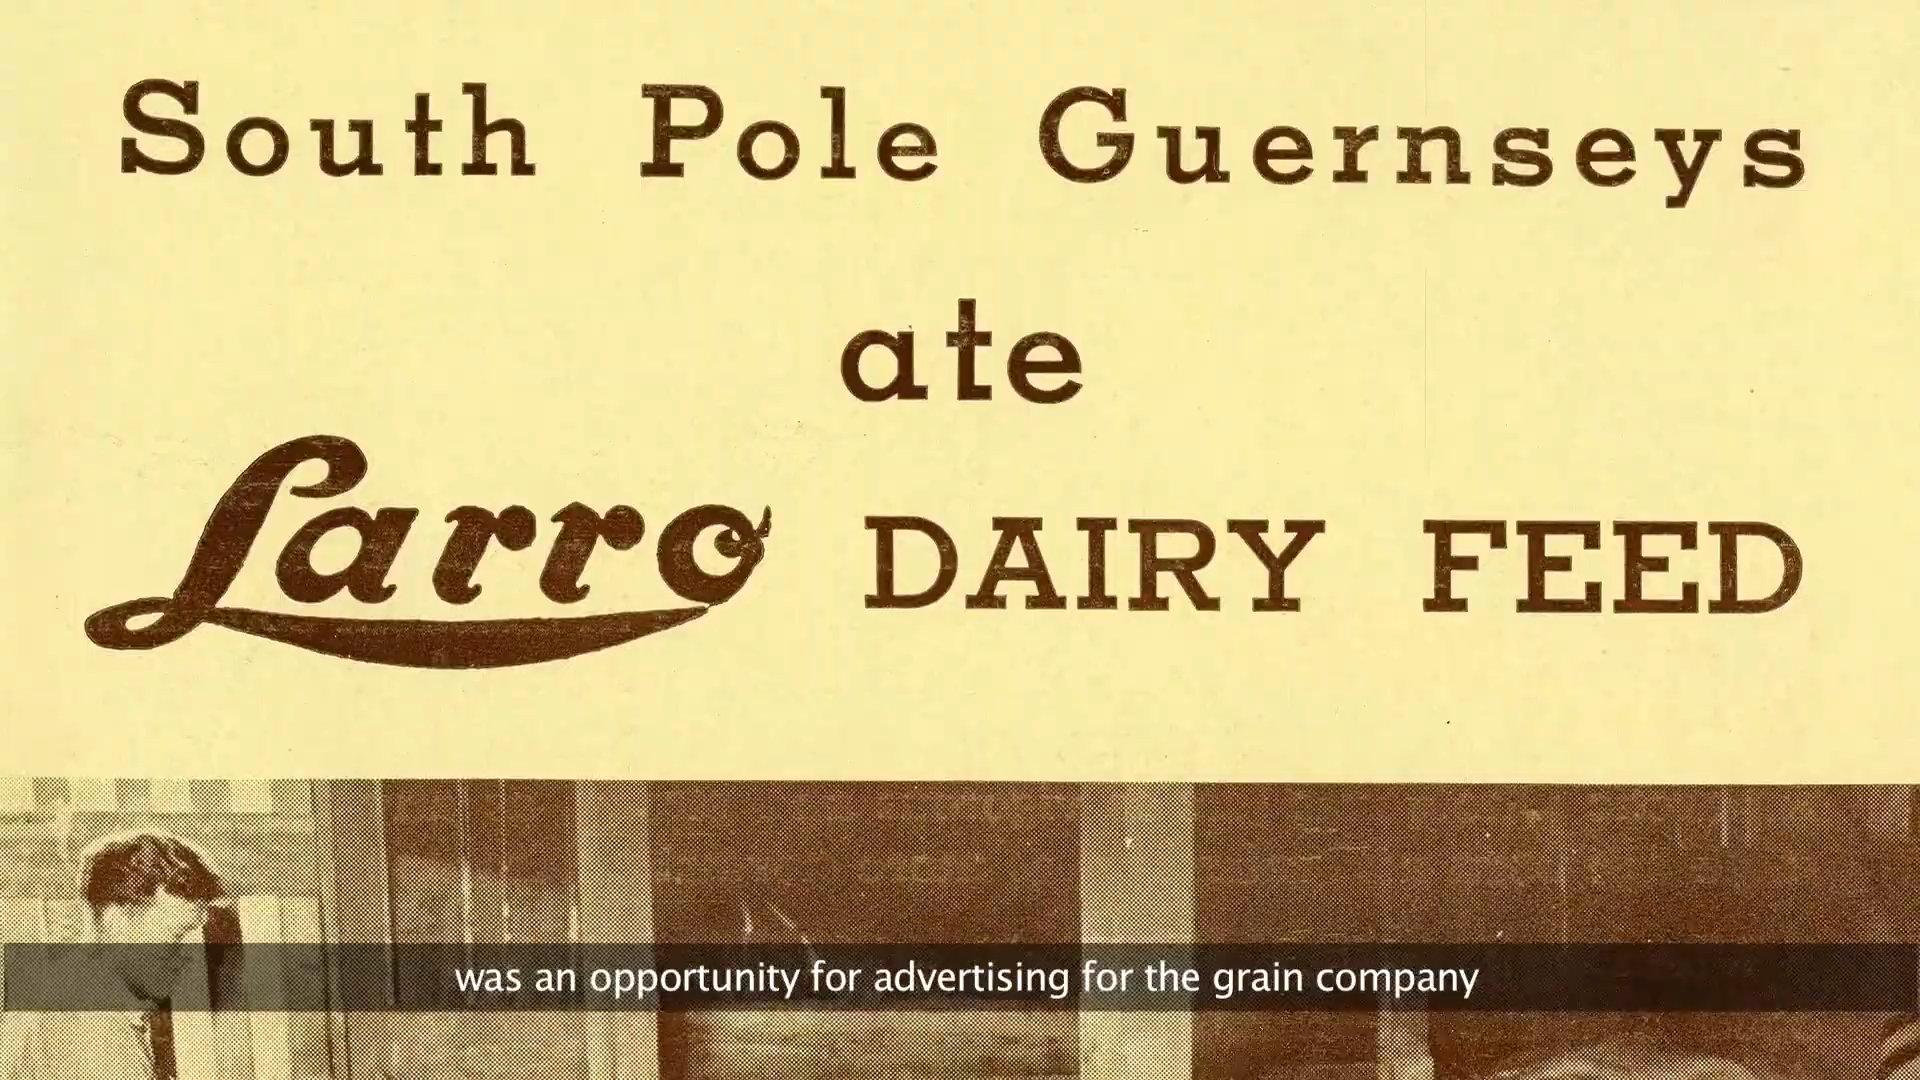 South Pole Guernseys
ate
Larro DAIRY FEED
was an opportunity for advertising for the grain company